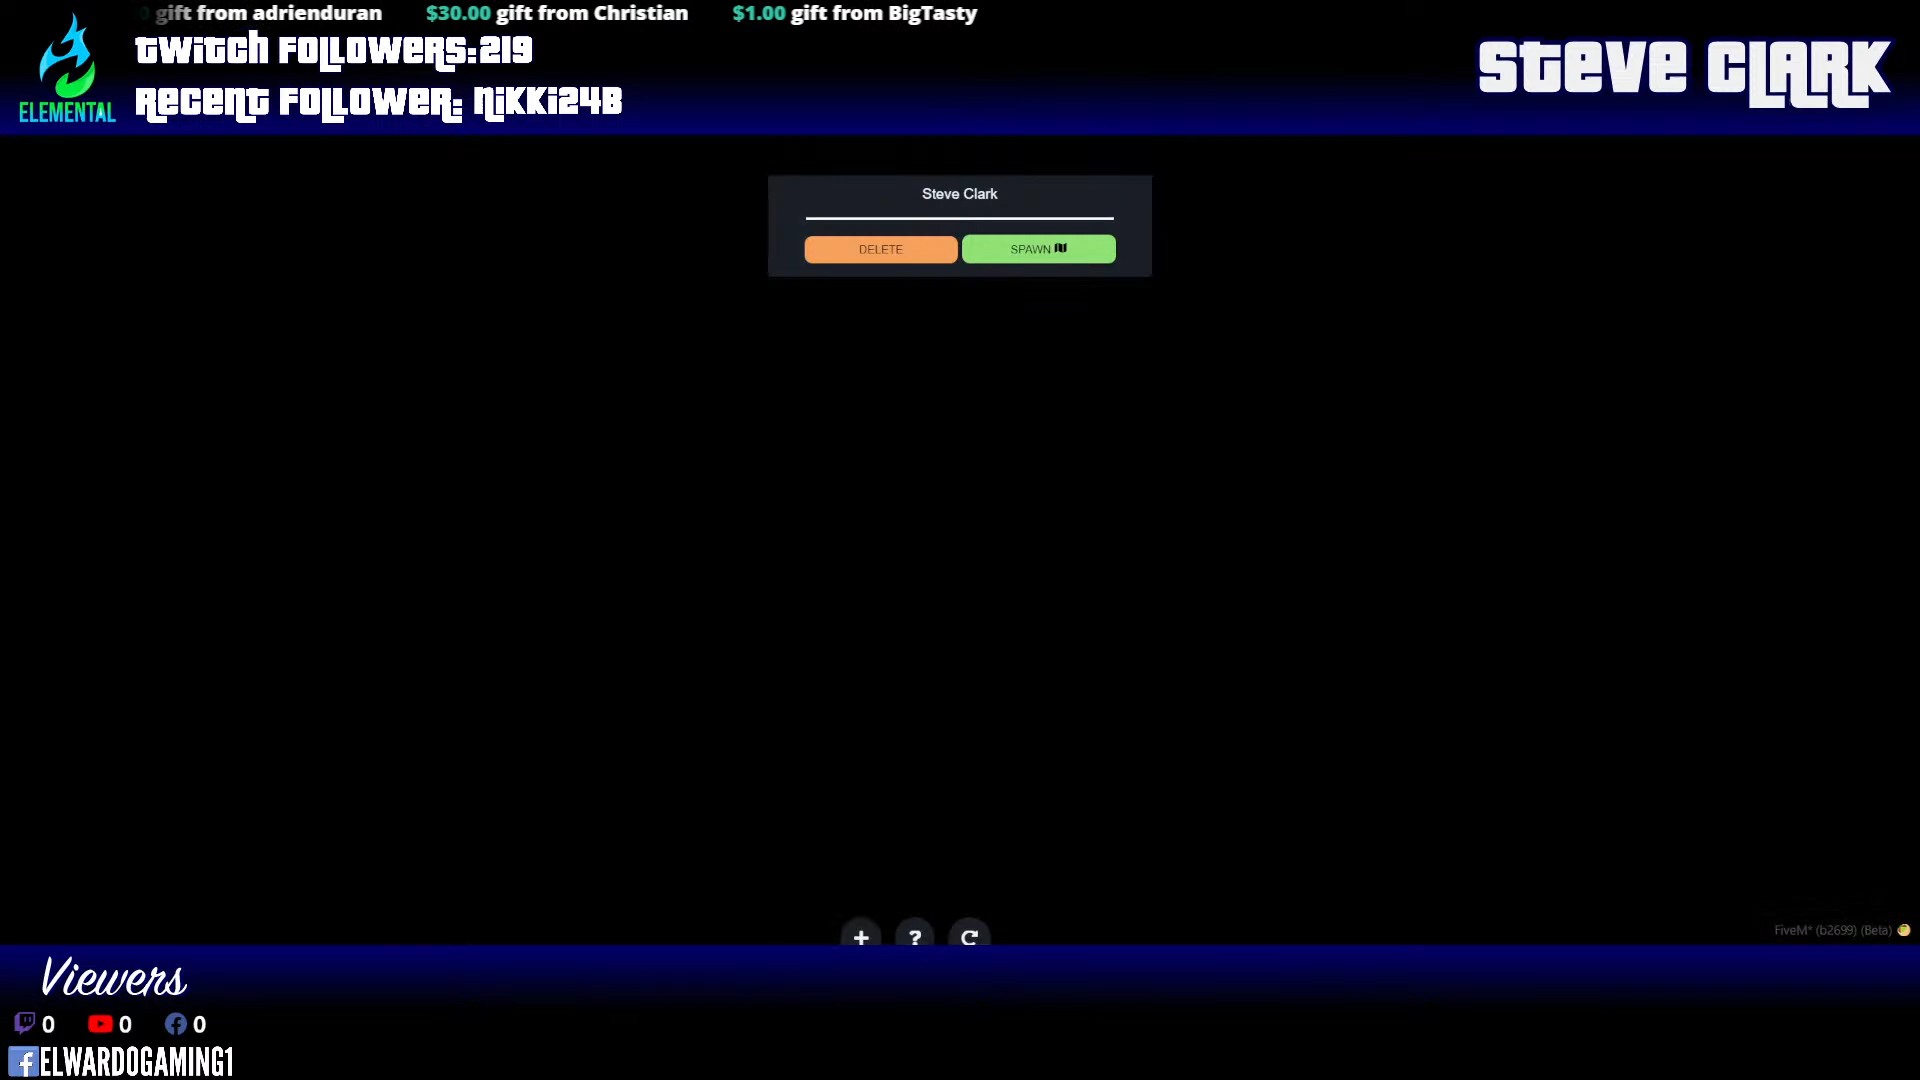 gift from adrienduran $30.00 gift from Christian $1.00 gift from BigTasty
Twitch Followers:219
Recent Follower: Nikki24B
ELEMENTAL
Steve Clark
Steve Clark
DELETE SPAWN
+ ?
FiveM* (b2699) (Beta)
Viewers
0 0 0
ELWARDOGAMING1